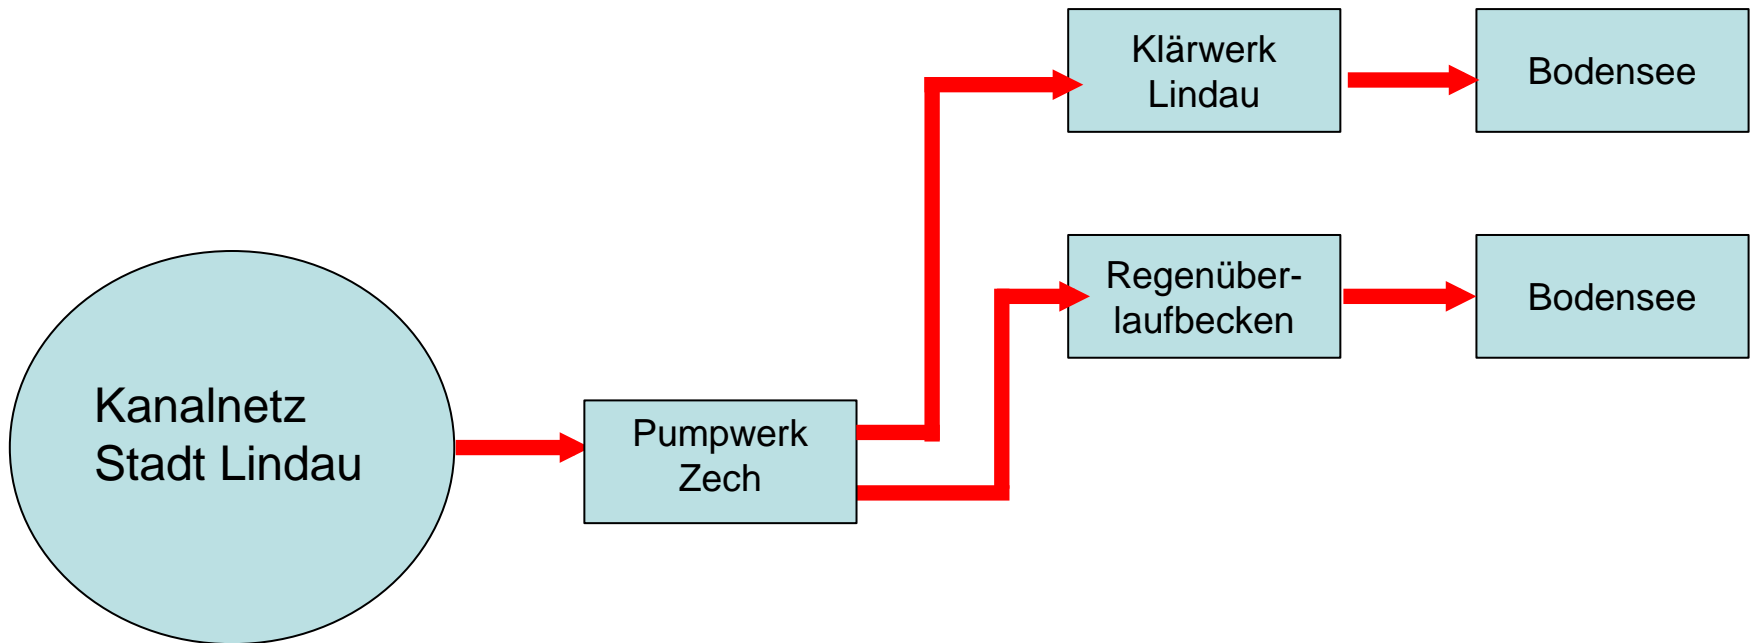 Kanalnetz
Stadt Lindau
Pumpwerk
Zech
Klärwerk
Lindau
Bodensee
Regenüber-
laufbecken
Bodensee